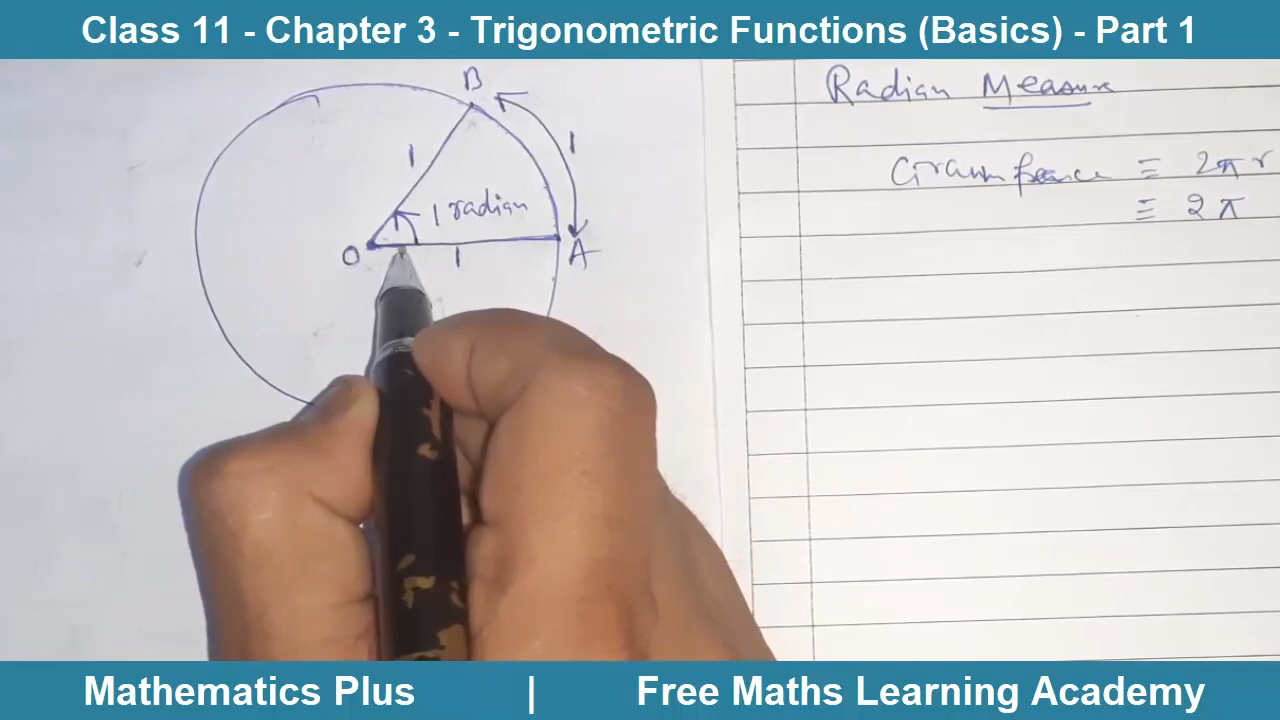 Class 11 - Chapter 3 - Trigonometric Functions (Basics) - Part 1
B
1
1
1 radian
O
1
A
Radian Measure
= 2πr
= 2π
Mathematics Plus | Free Maths Learning Academy